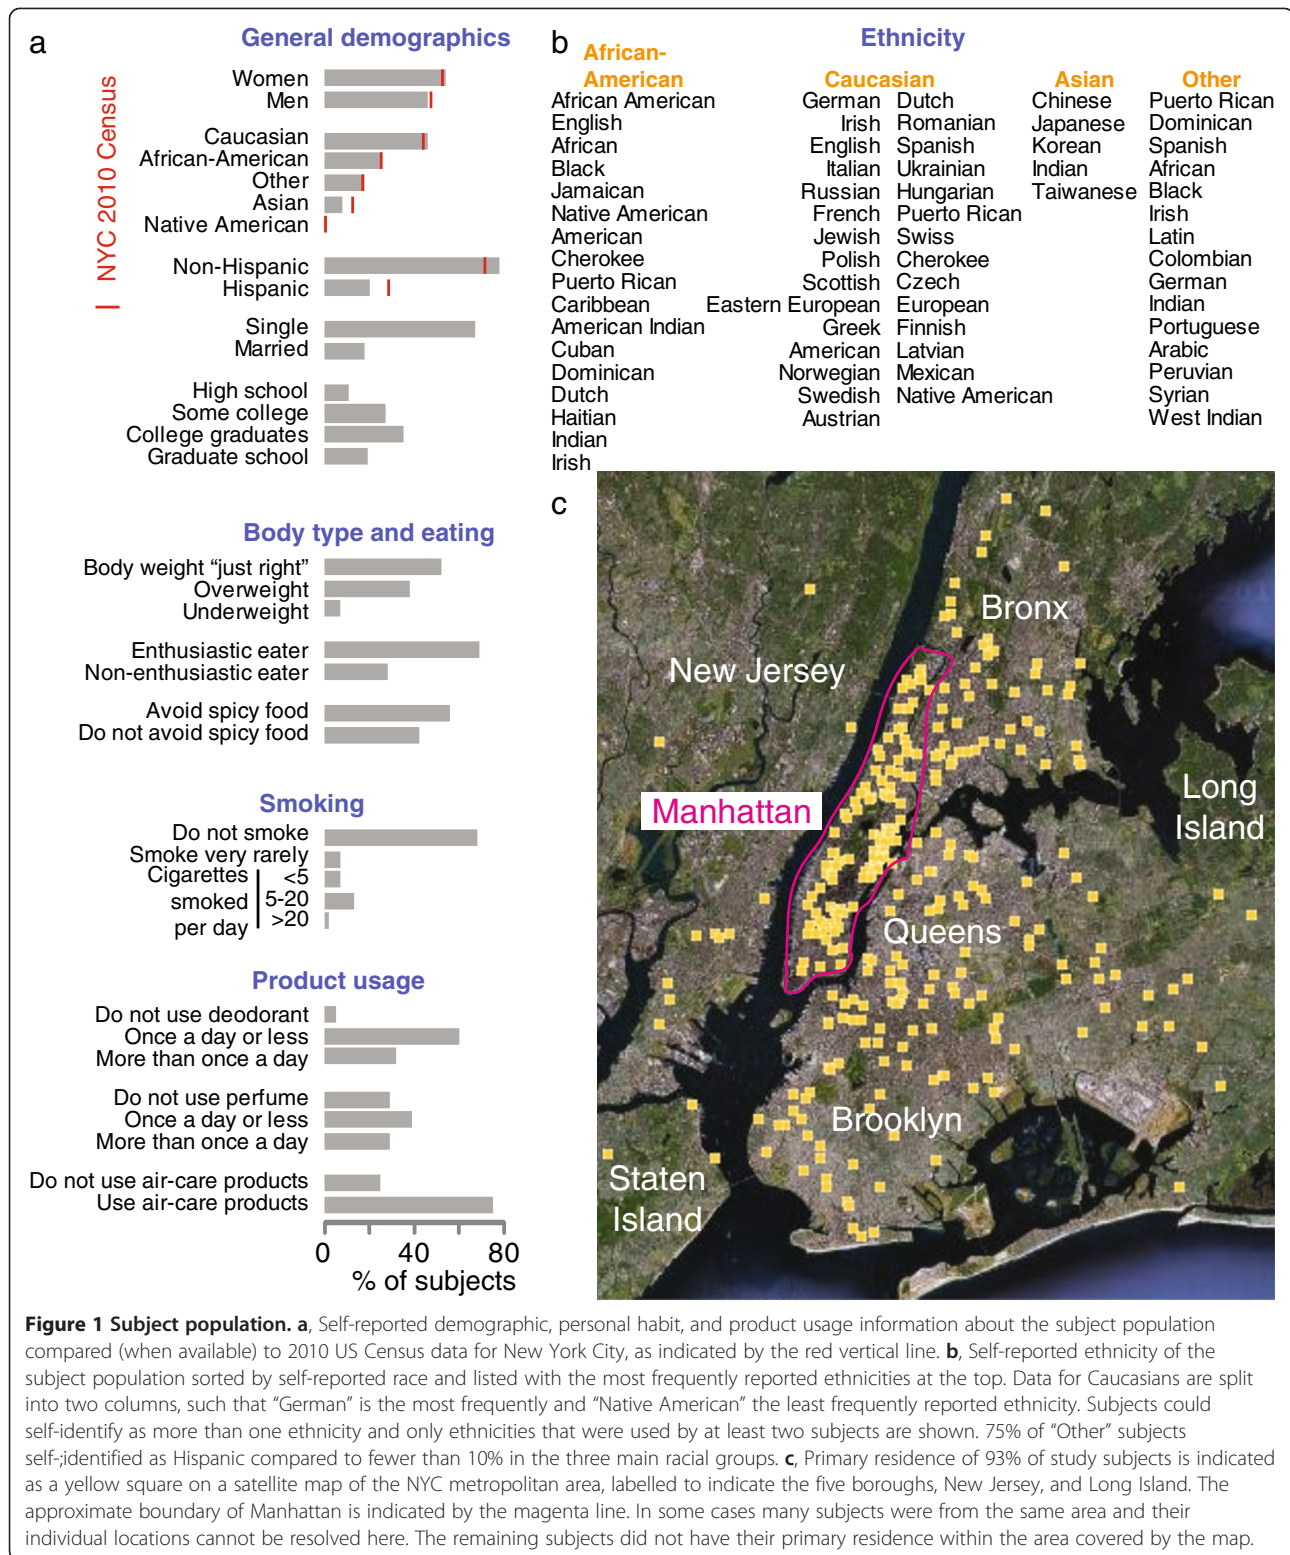 a
General demographics
NYC 2010 Census
Women
Men
Caucasian
African-American
Other
Asian
Native American
Non-Hispanic
Hispanic
Single
Married
High school
Some college
College graduates
Graduate school
Body type and eating
Body weight “just right”
Overweight
Underweight
Enthusiastic eater
Non-enthusiastic eater
Avoid spicy food
Do not avoid spicy food
Smoking
Do not smoke
Smoke very rarely
Cigarettes <5
smoked 5-20
per day >20
Product usage
Do not use deodorant
Once a day or less
More than once a day
Do not use perfume
Once a day or less
More than once a day
Do not use air-care products
Use air-care products
0 40 80
% of subjects
b
Ethnicity
African-
American
African American
English
African
Black
Jamaican
Native American
American
Cherokee
Puerto Rican
Caribbean
American Indian
Cuban
Dominican
Dutch
Haitian
Indian
Irish
Caucasian
German
Irish
English
Italian
Russian
French
Jewish
Polish
Scottish
Eastern European
Greek
American
Norwegian
Swedish
Austrian
Dutch
Romanian
Spanish
Ukrainian
Hungarian
Puerto Rican
Swiss
Cherokee
Czech
European
Finnish
Latvian
Mexican
Native American
Asian
Chinese
Japanese
Korean
Indian
Taiwanese
Other
Puerto Rican
Dominican
Spanish
African
Black
Irish
Latin
Colombian
German
Indian
Portuguese
Arabic
Peruvian
Syrian
West Indian
c
Bronx
New Jersey
Manhattan
Long
Island
Queens
Brooklyn
Staten
Island
Figure 1 Subject population. a, Self-reported demographic, personal habit, and product usage information about the subject population
compared (when available) to 2010 US Census data for New York City, as indicated by the red vertical line. b, Self-reported ethnicity of the
subject population sorted by self-reported race and listed with the most frequently reported ethnicities at the top. Data for Caucasians are split
into two columns, such that “German” is the most frequently and “Native American” the least frequently reported ethnicity. Subjects could
self-identify as more than one ethnicity and only ethnicities that were used by at least two subjects are shown. 75% of “Other” subjects
self-;identified as Hispanic compared to fewer than 10% in the three main racial groups. c, Primary residence of 93% of study subjects is indicated
as a yellow square on a satellite map of the NYC metropolitan area, labelled to indicate the five boroughs, New Jersey, and Long Island. The
approximate boundary of Manhattan is indicated by the magenta line. In some cases many subjects were from the same area and their
individual locations cannot be resolved here. The remaining subjects did not have their primary residence within the area covered by the map.